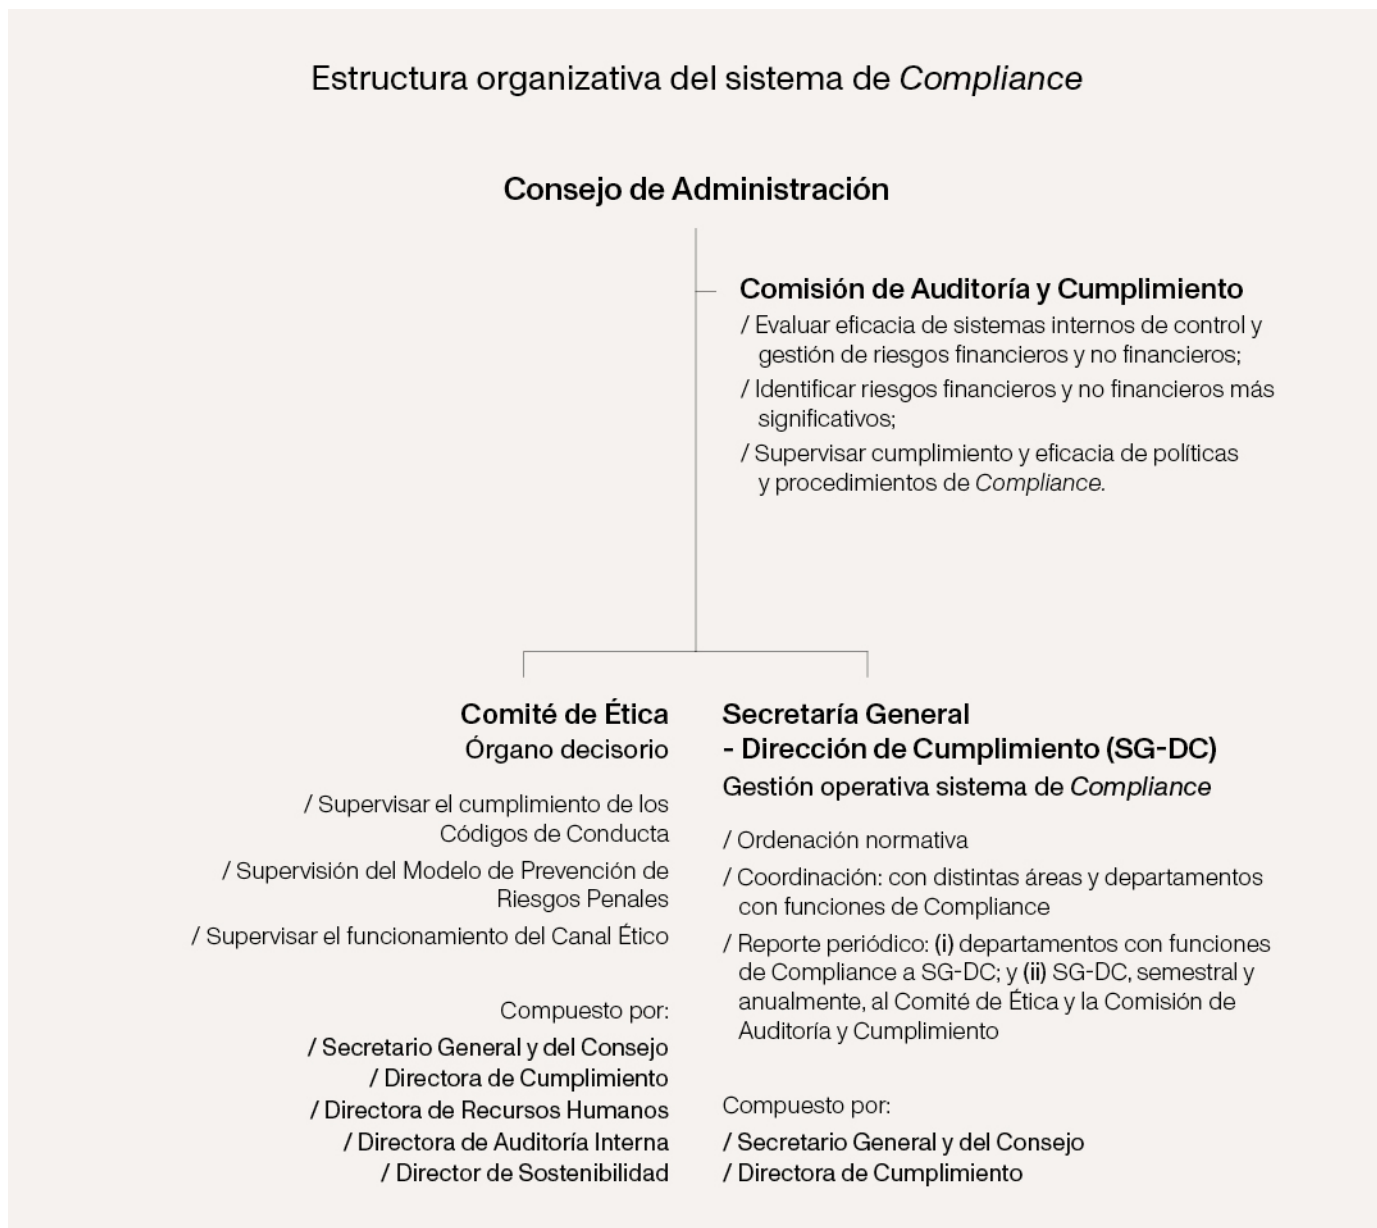 Estructura organizativa del sistema de Compliance
Consejo de Administración
Comisión de Auditoría y Cumplimiento
/ Evaluar eficacia de sistemas internos de control y
gestión de riesgos financieros y no financieros;
/ Identificar riesgos financieros y no financieros más
significativos;
/ Supervisar cumplimiento y eficacia de políticas
y procedimientos de Compliance.
Comité de Ética
Órgano decisorio
/ Supervisar el cumplimiento de los
Códigos de Conducta
/ Supervisión del Modelo de Prevención de
Riesgos Penales
/ Supervisar el funcionamiento del Canal Ético
Compuesto por:
/ Secretario General y del Consejo
/ Directora de Cumplimiento
/ Directora de Recursos Humanos
/ Directora de Auditoría Interna
/ Director de Sostenibilidad
Secretaría General
- Dirección de Cumplimiento (SG-DC)
Gestión operativa sistema de Compliance
/ Ordenación normativa
/ Coordinación: con distintas áreas y departamentos
con funciones de Compliance
/ Reporte periódico: (i) departamentos con funciones
de Compliance a SG-DC; y (ii) SG-DC, semestral y
anualmente, al Comité de Ética y la Comisión de
Auditoría y Cumplimiento
Compuesto por:
/ Secretario General y del Consejo
/ Directora de Cumplimiento